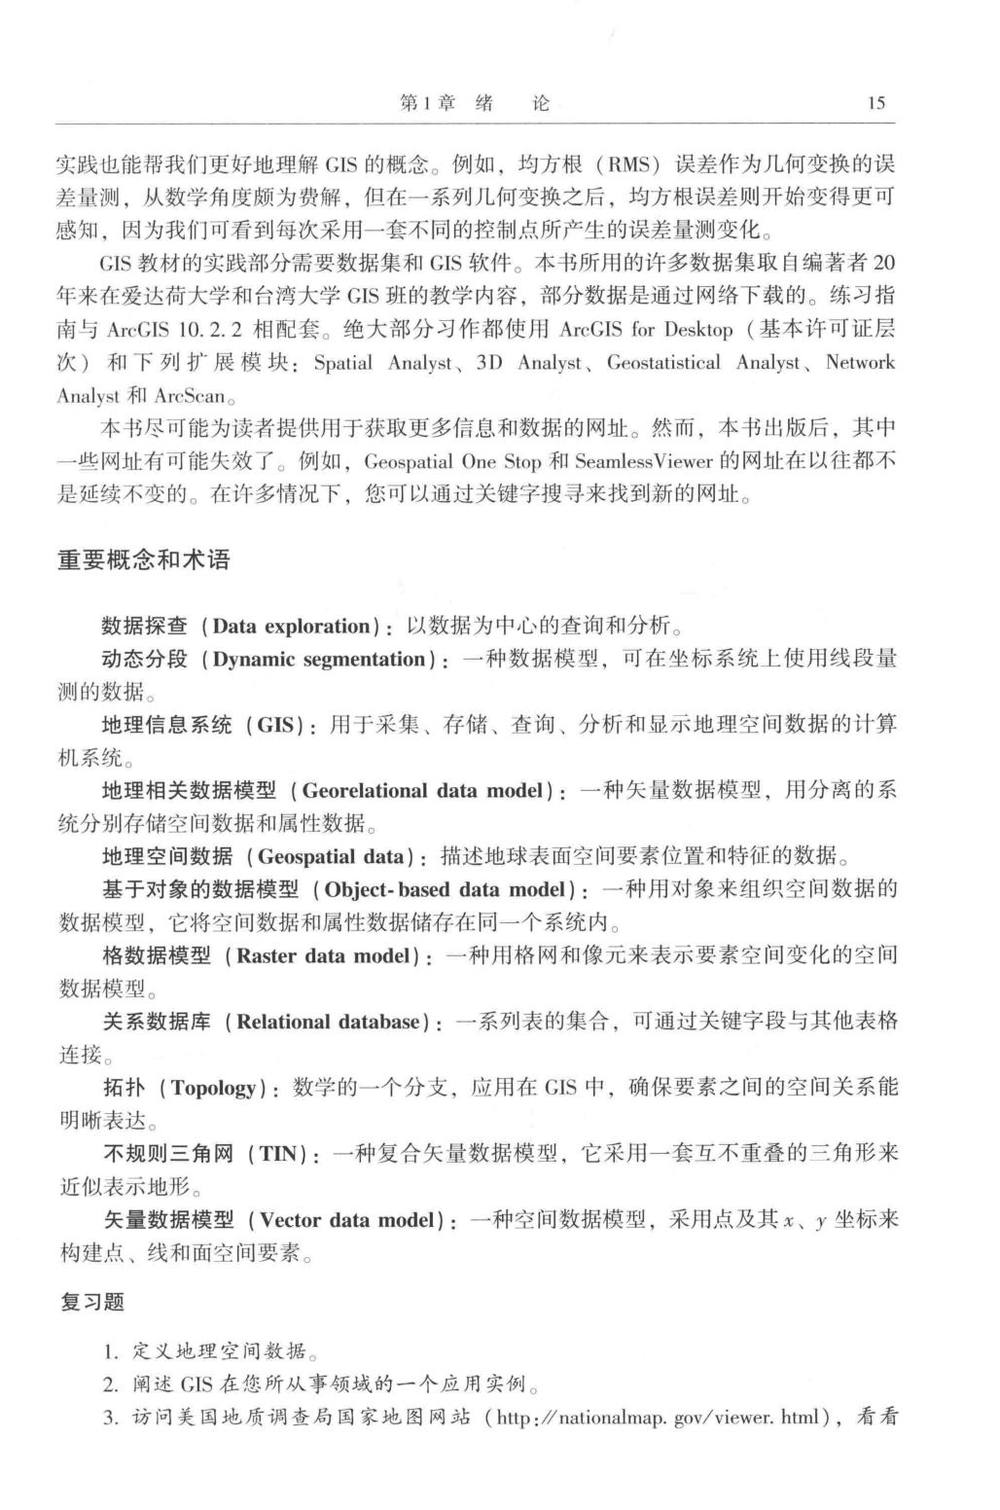 第1章 绪 论 15
实践也能帮我们更好地理解 GIS 的概念。例如，均方根（RMS）误差作为几何变换的误
差量测，从数学角度颇为费解，但在一系列几何变换之后，均方根误差则开始变得更可
感知，因为我们可看到每次采用一套不同的控制点所产生的误差量测变化。
GIS 教材的实践部分需要数据集和 GIS 软件。本书所用的许多数据集取自编著者 20
年来在爱达荷大学和台湾大学 GIS 班的教学内容，部分数据是通过网络下载的。练习指
南与 ArcGIS 10.2.2 相配套。绝大部分习作都使用 ArcGIS for Desktop（基本许可证层
次）和下列扩展模块：Spatial Analyst、3D Analyst、Geostatistical Analyst、Network
Analyst 和 ArcScan。
本书尽可能为读者提供用于获取更多信息和数据的网址。然而，本书出版后，其中
一些网址有可能失效了。例如，Geospatial One Stop 和 SeamlessViewer 的网址在以往都不
是延续不变的。在许多情况下，您可以通过关键字搜寻来找到新的网址。
重要概念和术语
数据探查（Data exploration）：以数据为中心的查询和分析。
动态分段（Dynamic segmentation）：一种数据模型，可在坐标系统上使用线段量
测的数据。
地理信息系统（GIS）：用于采集、存储、查询、分析和显示地理空间数据的计算
机系统。
地理相关数据模型（Georelational data model）：一种矢量数据模型，用分离的系
统分别存储空间数据和属性数据。
地理空间数据（Geospatial data）：描述地球表面空间要素位置和特征的数据。
基于对象的数据模型（Object-based data model）：一种用对象来组织空间数据的
数据模型，它将空间数据和属性数据储存在同一个系统内。
格数据模型（Raster data model）：一种用格网和像元来表示要素空间变化的空间
数据模型。
关系数据库（Relational database）：一系列表的集合，可通过关键字段与其他表格
连接。
拓扑（Topology）：数学的一个分支，应用在 GIS 中，确保要素之间的空间关系能
明晰表达。
不规则三角网（TIN）：一种复合矢量数据模型，它采用一套互不重叠的三角形来
近似表示地形。
矢量数据模型（Vector data model）：一种空间数据模型，采用点及其 x、y 坐标来
构建点、线和面空间要素。
复习题
1. 定义地理空间数据。
2. 阐述 GIS 在您所从事领域的一个应用实例。
3. 访问美国地质调查局国家地图网站（http://nationalmap.gov/viewer.html），看看